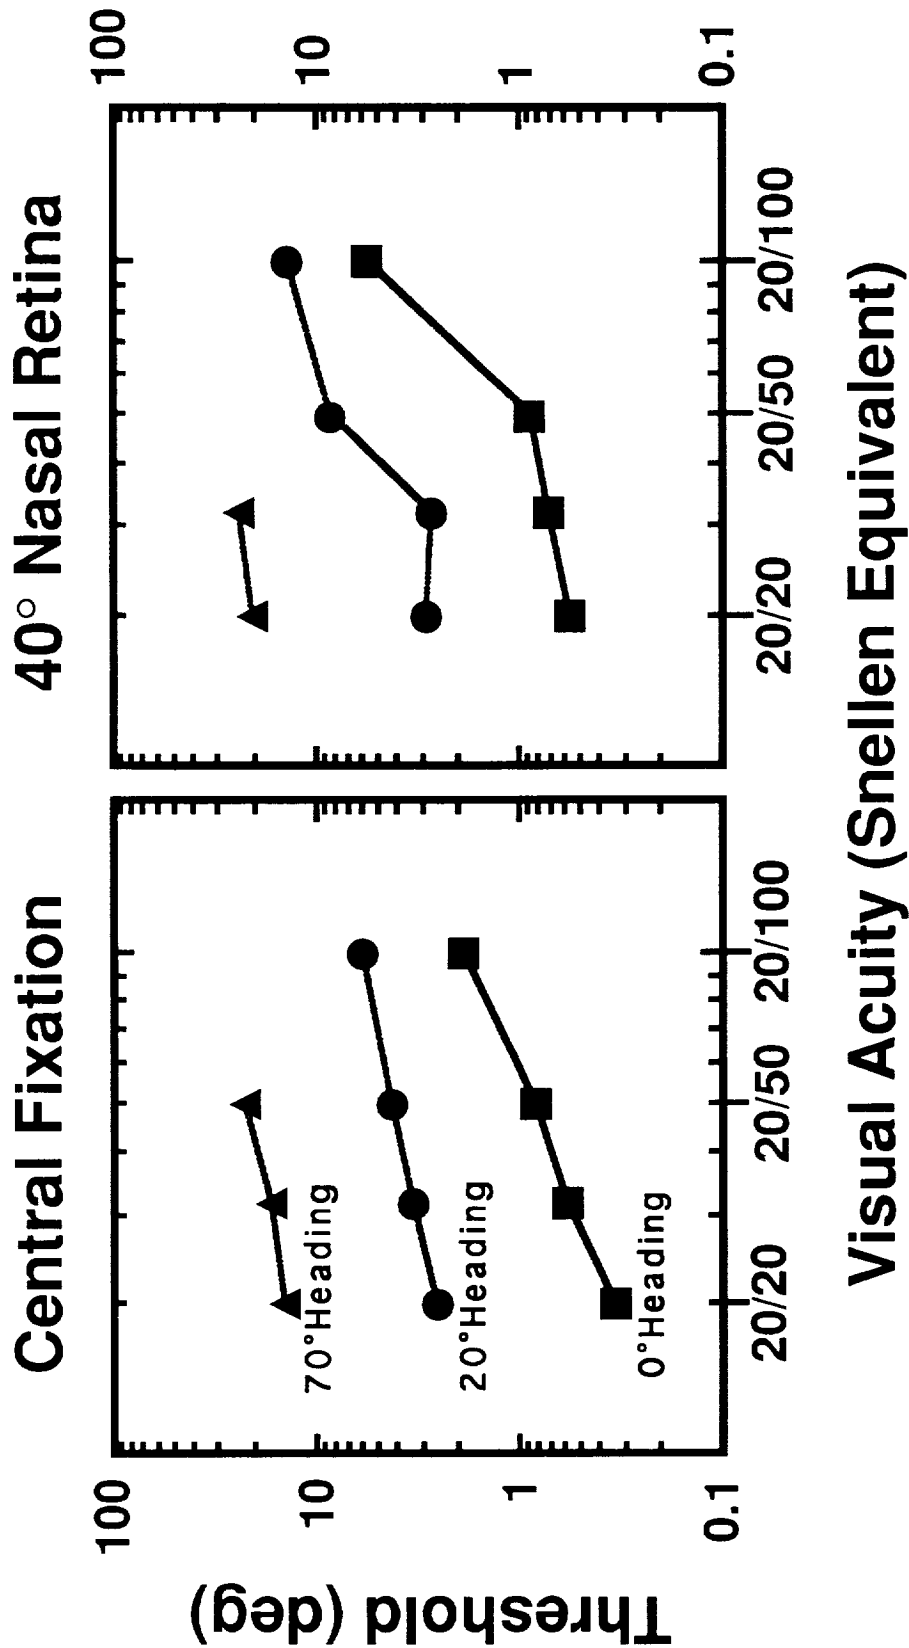 Central Fixation
40° Nasal Retina
Threshold (deg)
100
10
1
0.1
70°Heading
20°Heading
0°Heading
100
10
1
0.1
20/20
20/50
20/100
20/20
20/50
20/100
Visual Acuity (Snellen Equivalent)